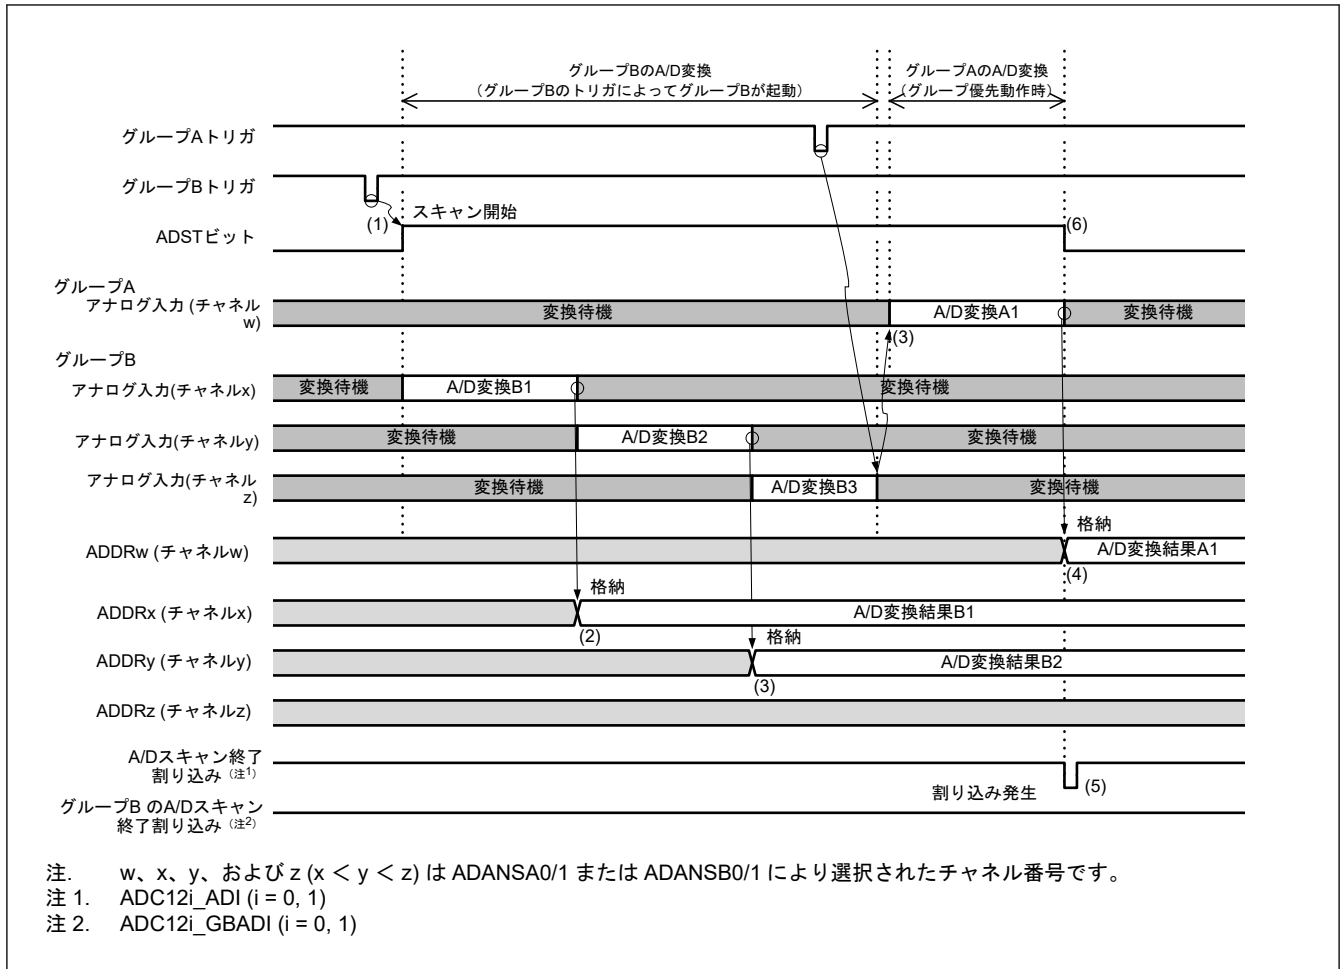 グループBのA/D変換
(グループBのトリガによってグループBが起動)
グループAのA/D変換
(グループ優先動作時)
グループAトリガ
グループBトリガ
(1)
スキャン開始
(6)
ADSTビット
グループA
アナログ入力 (チャネル
w)
変換待機
A/D変換A1
変換待機
(3)
グループB
アナログ入力(チャネルx)
変換待機
A/D変換B1
変換待機
アナログ入力(チャネルy)
変換待機
A/D変換B2
変換待機
アナログ入力(チャネル
z)
変換待機
A/D変換B3
変換待機
格納
ADDRw (チャネルw)
A/D変換結果A1
(4)
格納
ADDRx (チャネルx)
A/D変換結果B1
(2)
格納
ADDRy (チャネルy)
A/D変換結果B2
(3)
ADDRz (チャネルz)
A/Dスキャン終了
割り込み (注1)
割り込み発生
(5)
グループB のA/Dスキャン
終了割り込み (注2)
注. w、x、y、および z (x < y < z) は ADANSA0/1 または ADANSB0/1 により選択されたチャネル番号です。
注 1. ADC12i_ADI (i = 0, 1)
注 2. ADC12i_GBADI (i = 0, 1)